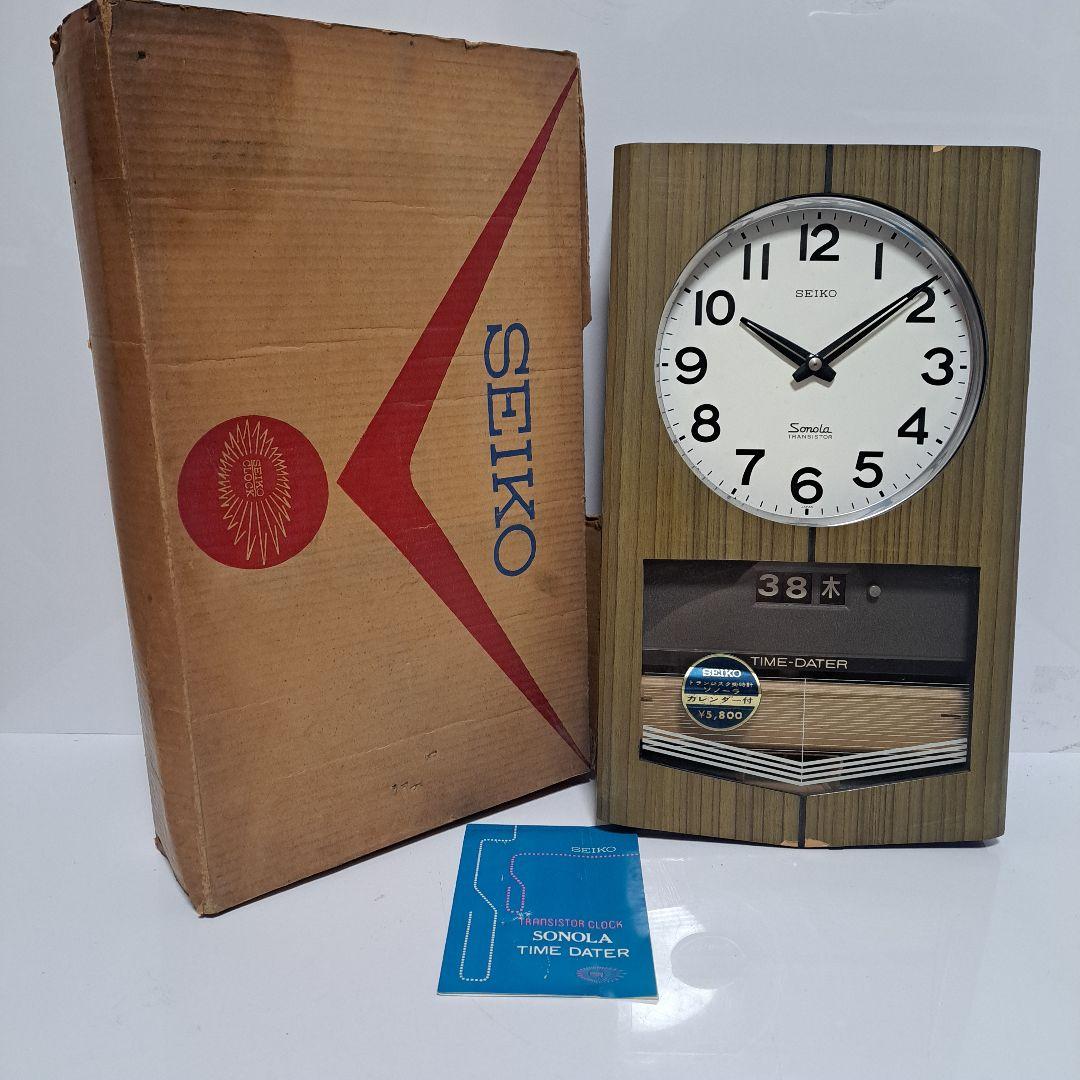 SEIKO
CLOCK
SEIKO
12
1
2
3
4
5
6
7
8
9
10
11
SEIKO
Sonola
TRANSISTOR
JAPAN
38 木
TIME-DATER
SEIKO
トランジスタ掛時計
ソノーラ
カレンダー付
¥5,800
SEIKO
TRANSISTOR CLOCK
SONOLA
TIME DATER